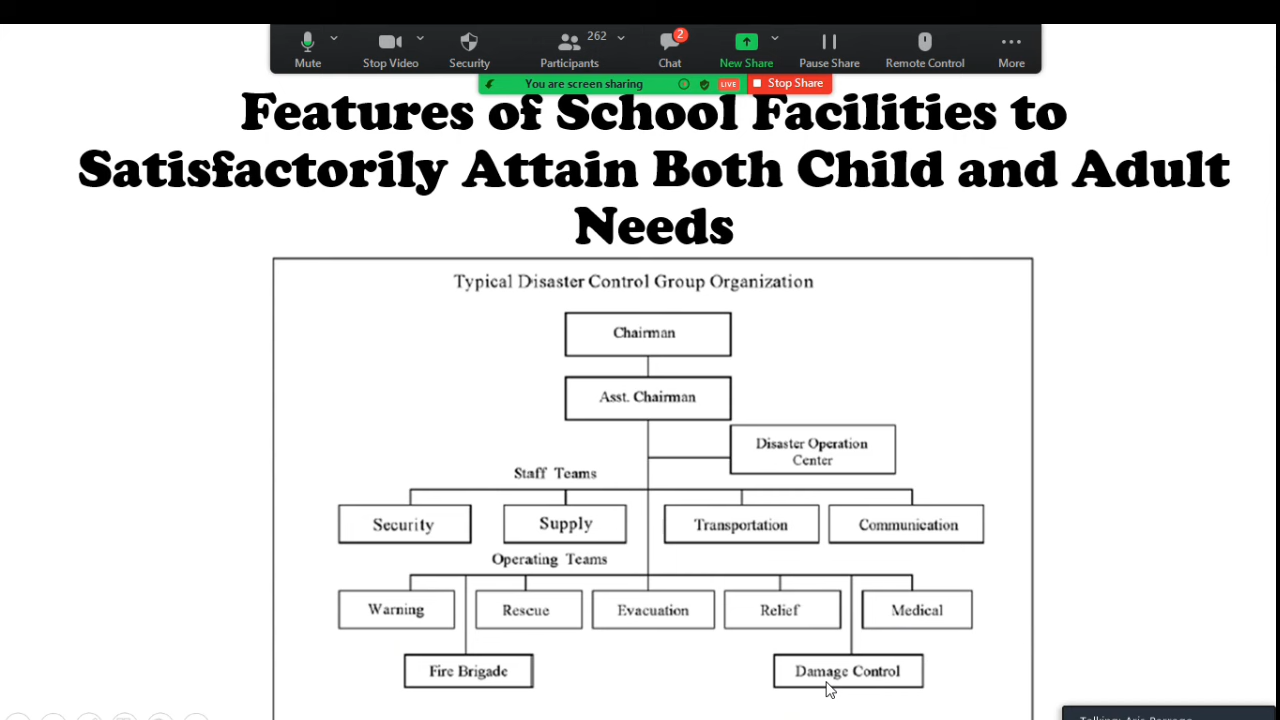 262
2
Mute
Stop Video
Security
Participants
Chat
New Share
Pause Share
Remote Control
More
You are screen sharing
LIVE
Stop Share
Features of School Facilities to
Satisfactorily Attain Both Child and Adult
Needs
Typical Disaster Control Group Organization
Chairman
Asst. Chairman
Disaster Operation
Center
Staff Teams
Security
Supply
Transportation
Communication
Operating Teams
Warning
Rescue
Evacuation
Relief
Medical
Fire Brigade
Damage Control